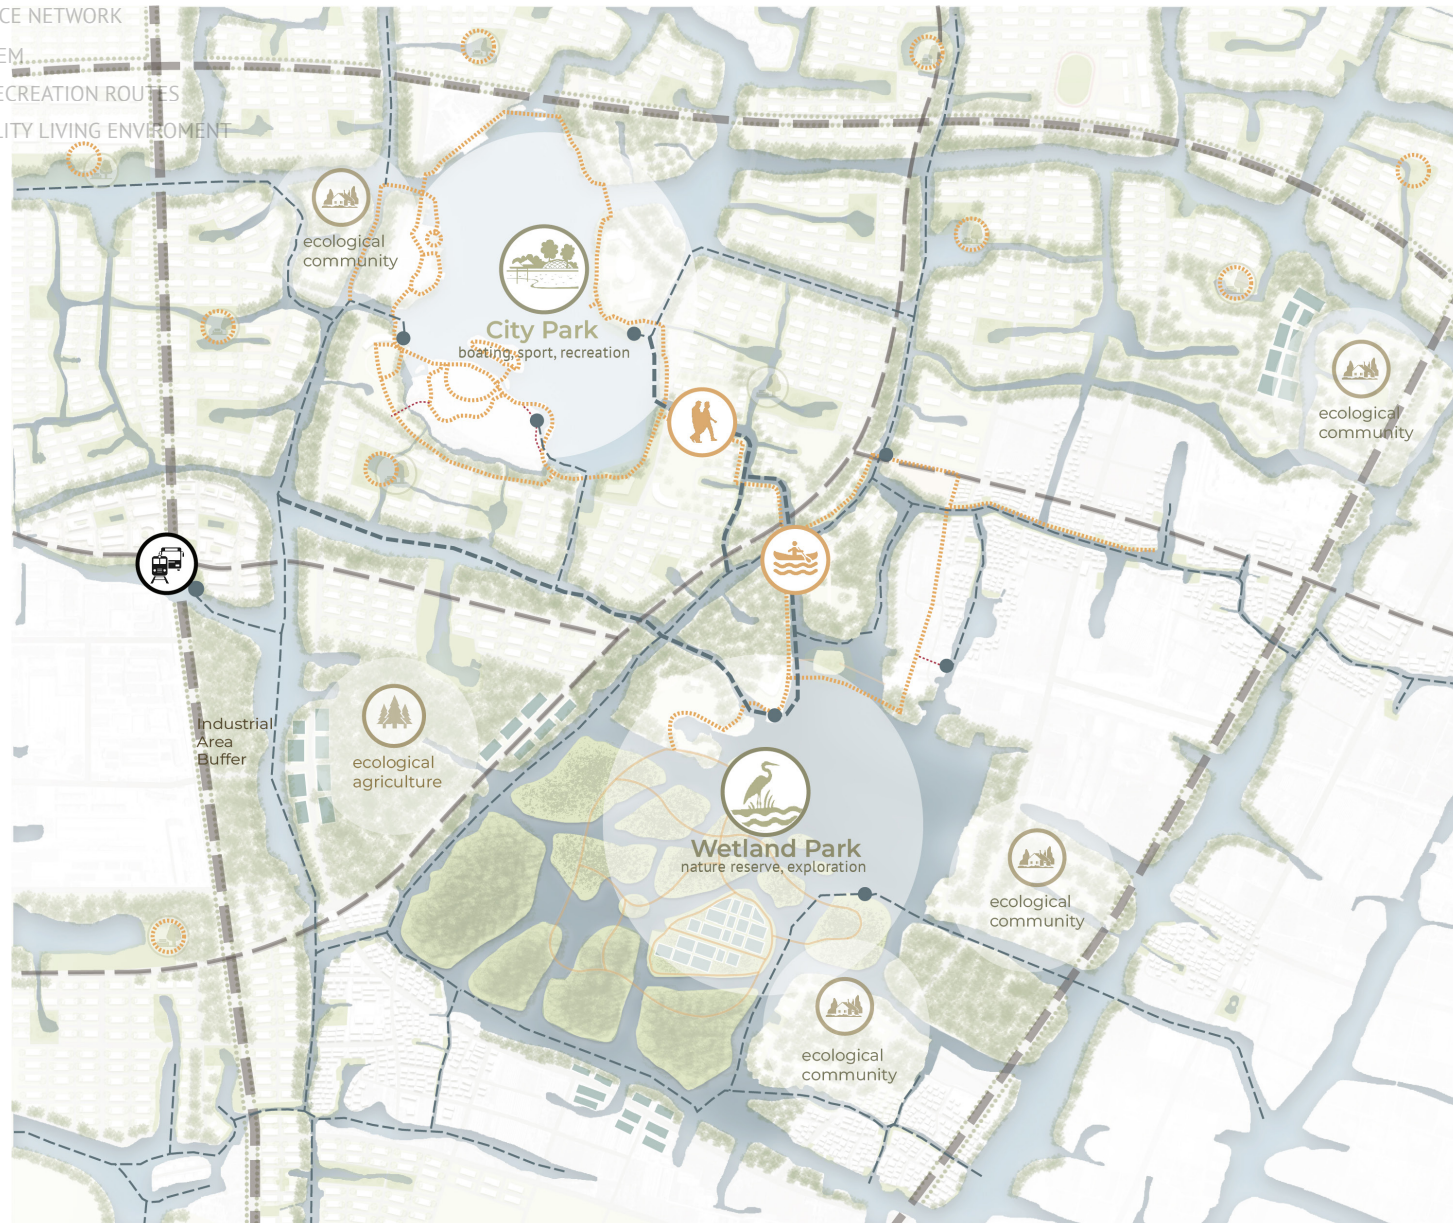 CE NETWORK
EM
ECREATION ROUTES
LITY LIVING ENVIROMENT
ecological
community
City Park
boating, sport, recreation
ecological
community
Industrial
Area
Buffer
ecological
agriculture
Wetland Park
nature reserve, exploration
ecological
community
ecological
community